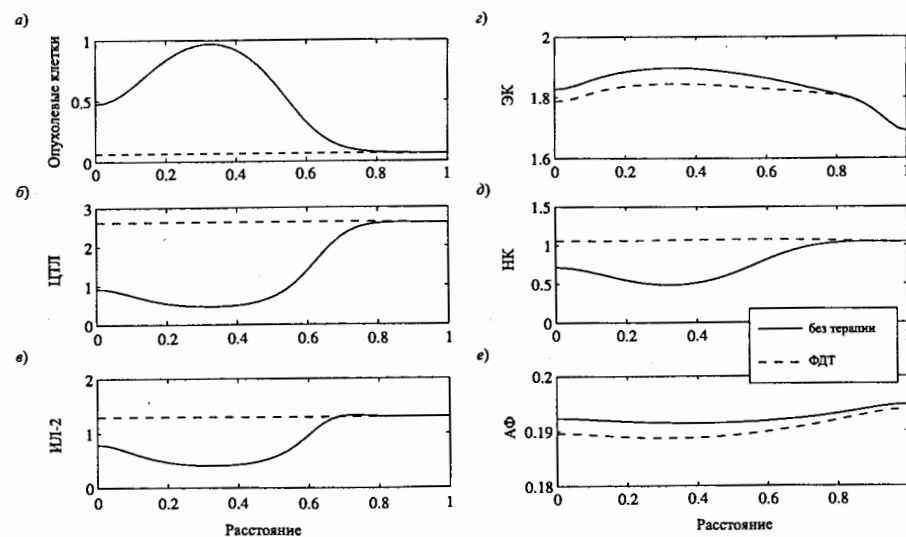 а)
Опухолевые клетки
1
0.5
0
0 0.2 0.4 0.6 0.8 1
б)
ЦТЛ
3
2
1
0
0 0.2 0.4 0.6 0.8 1
в)
ИЛ-2
2
1
0
0 0.2 0.4 0.6 0.8 1
Расстояние
г)
ЭК
2
1.8
1.6
0 0.2 0.4 0.6 0.8 1
д)
НК
1.5
1
0.5
0
0 0.2 0.4
без терапии
ФДТ
е)
АФ
0.2
0.19
0.18
0 0.2 0.4 0.6 0.8 1
Расстояние